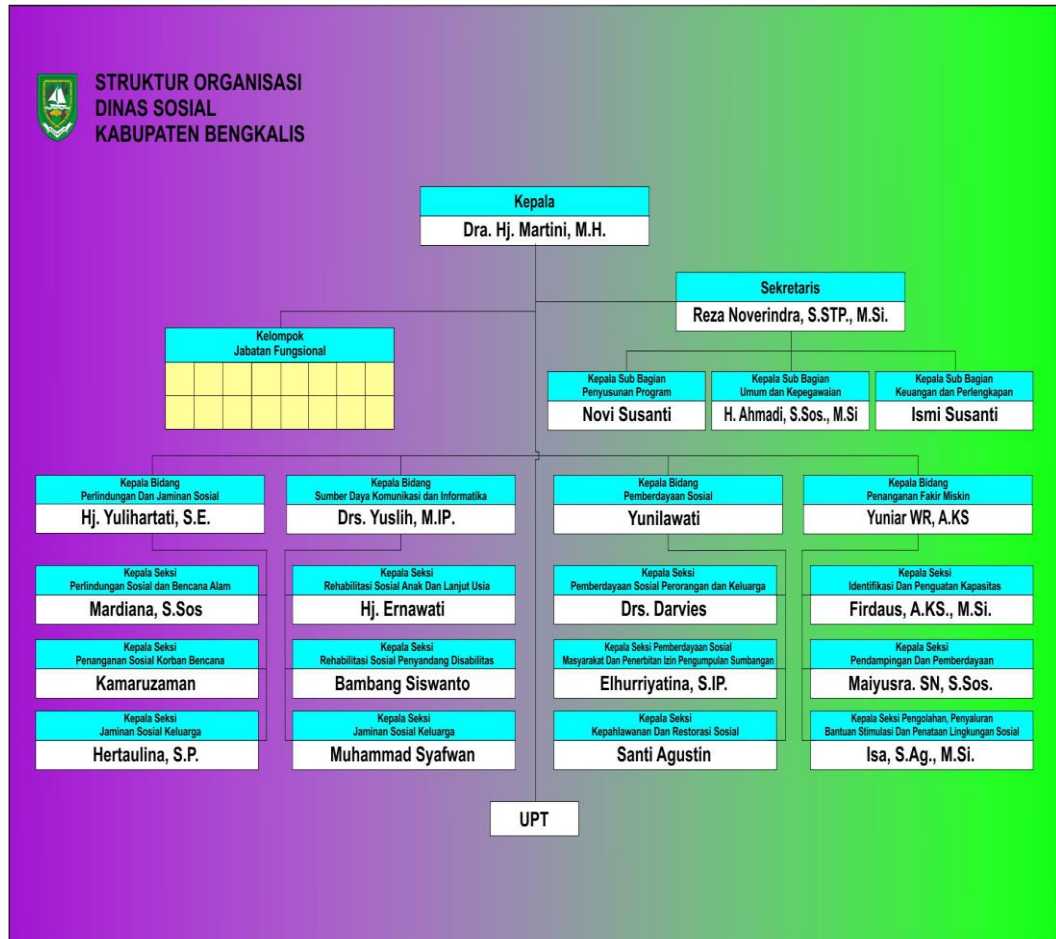 STRUKTUR ORGANISASI
DINAS SOSIAL
KABUPATEN BENGKALIS
Kepala
Dra. Hj. Martini, M.H.
Sekretaris
Reza Noverindra, S.STP., M.Si.
Kelompok
Jabatan Fungsional
Kepala Sub Bagian
Penyusunan Program
Novi Susanti
Kepala Sub Bagian
Umum dan Kepegawaian
H. Ahmadi, S.Sos., M.Si
Kepala Sub Bagian
Keuangan dan Perlengkapan
Ismi Susanti
Kepala Bidang
Perlindungan Dan Jaminan Sosial
Hj. Yulihartati, S.E.
Kepala Bidang
Sumber Daya Komunikasi dan Informatika
Drs. Yuslih, M.IP.
Kepala Bidang
Pemberdayaan Sosial
Yunilawati
Kepala Bidang
Penanganan Fakir Miskin
Yuniar WR, A.KS
Kepala Seksi
Perlindungan Sosial dan Bencana Alam
Mardiana, S.Sos
Kepala Seksi
Rehabilitasi Sosial Anak Dan Lanjut Usia
Hj. Ernawati
Kepala Seksi
Pemberdayaan Sosial Perorangan dan Keluarga
Drs. Darvies
Kepala Seksi
Identifikasi Dan Penguatan Kapasitas
Firdaus, A.KS., M.Si.
Kepala Seksi
Penanganan Sosial Korban Bencana
Kamaruzaman
Kepala Seksi
Rehabilitasi Sosial Penyandang Disabilitas
Bambang Siswanto
Kepala Seksi Pemberdayaan Sosial
Masyarakat Dan Penerbitan Izin Pengumpulan Sumbangan
Elhurriyatina, S.IP.
Kepala Seksi
Pendampingan Dan Pemberdayaan
Maiyusra. SN, S.Sos.
Kepala Seksi
Jaminan Sosial Keluarga
Hertaulina, S.P.
Kepala Seksi
Jaminan Sosial Keluarga
Muhammad Syafwan
Kepala Seksi
Kepahlawanan Dan Restorasi Sosial
Santi Agustin
Kepala Seksi Pengolahan, Penyaluran
Bantuan Stimulasi Dan Penataan Lingkungan Sosial
Isa, S.Ag., M.Si.
UPT